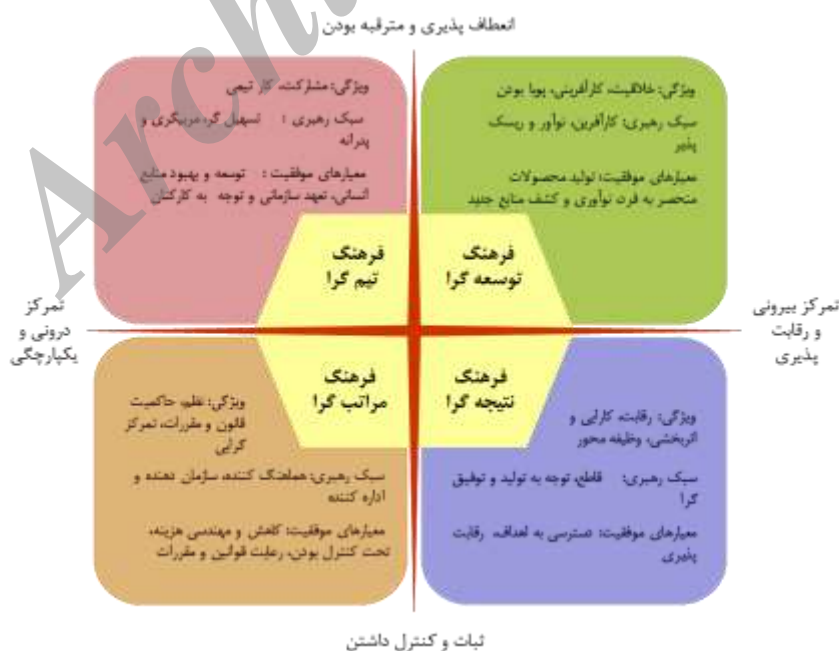 انعطاف پذیری و مترقبه بودن
ویژگی: خلاقیت، کارآفرینی، پویا بودن
سبک رهبری: کارآفرین، نوآور و ریسک
پذیر
معیارهای موفقیت: تولید محصولات
منحصر به فرد، نوآوری و کشف منابع جدید
فرهنگ
توسعه گرا
ویژگی: مشارکت، کار تیمی
سبک رهبری : تسهیل گر، مربیگری و
پدرانه
معیارهای موفقیت : توسعه و بهبود منابع
انسانی، تعهد سازمانی و توجه به کارکنان
فرهنگ
تیم گرا
تمرکز بیرونی
و رقابت
پذیری
تمرکز
درونی و
یکپارچگی
فرهنگ
نتیجه گرا
ویژگی: رقابت، کارایی و
اثربخشی، وظیفه محور
سبک رهبری: قاطع، توجه به تولید و توفیق
گرا
معیارهای موفقیت: دسترسی به اهداف، رقابت
پذیری
فرهنگ
مراتب گرا
ویژگی: نظم، حاکمیت
قانون و مقررات، تمرکز
گرایی
سبک رهبری: هماهنگ کننده، سازمان دهنده و
اداره کننده
معیارهای موفقیت: کاهش و مهندسی هزینه،
تحت کنترل بودن، رعایت قوانین و مقررات
ثبات و کنترل داشتن
Archi